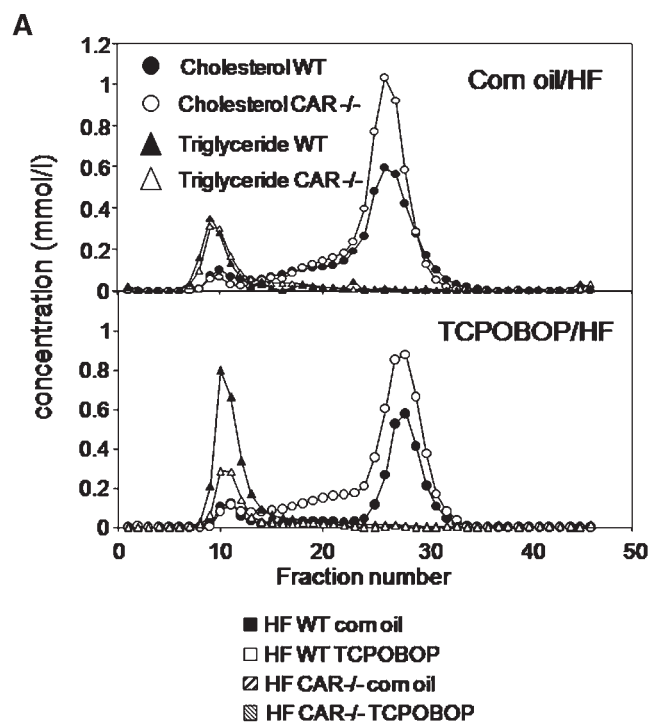 A
1.2
1
0.8
0.6
0.4
0.2
0
Cholesterol WT
Cholesterol CAR -/-
Triglyceride WT
Triglyceride CAR-/-
Corn oil/HF
concentration (mmol/l)
1
0.8
0.6
0.4
0.2
0
TCPOBOP/HF
0 10 20 30 40 50
Fraction number
HF WT corn oil
HF WT TCPOBOP
HF CAR-/- corn oil
HF CAR-/- TCPOBOP